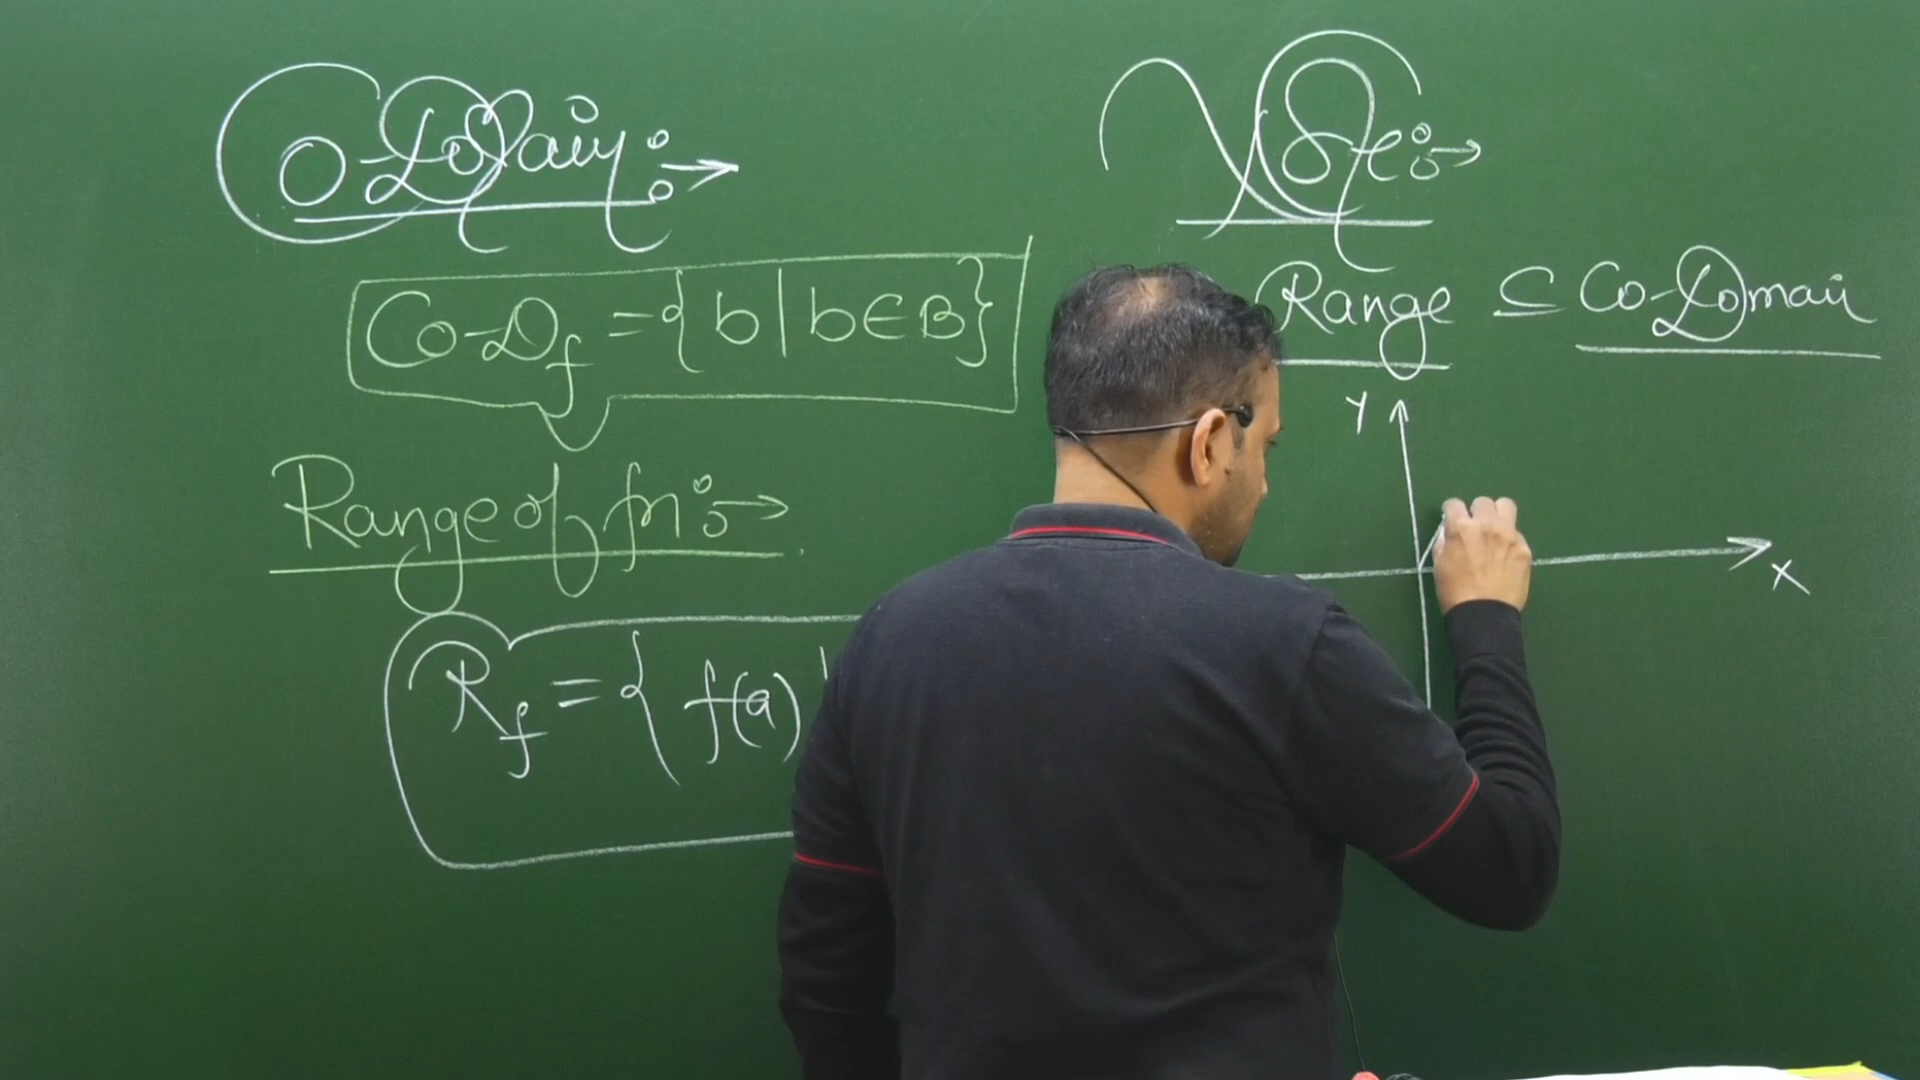 Co-Domain :→
Co-D_f = {b | b ∈ B}
Range of fn :→
R_f = { f(a) |
Note :→
Range ⊆ Co-Domain
Y
X